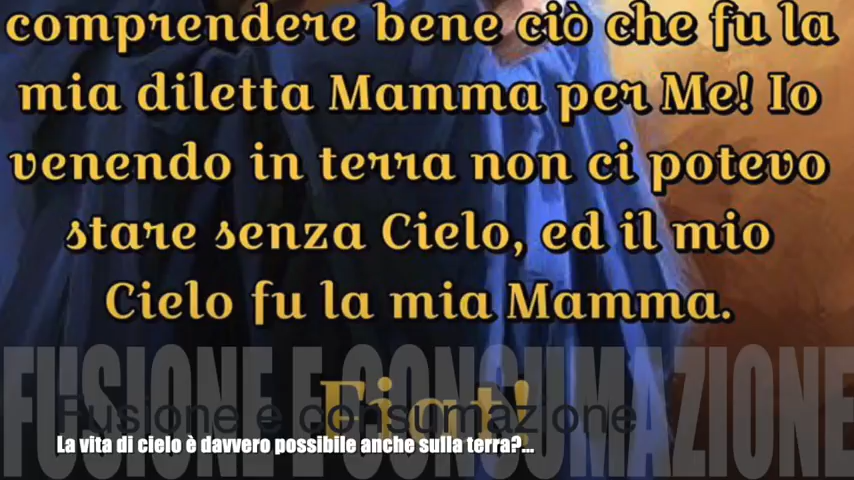 comprendere bene ciò che fu la
mia diletta Mamma per Me! Io
venendo in terra non ci potevo
stare senza Cielo, ed il mio
Cielo fu la mia Mamma.
Fiat!
FUSIONE E CONSUMAZIONE
Fusione e consumazione
La vita di cielo è davvero possibile anche sulla terra?...